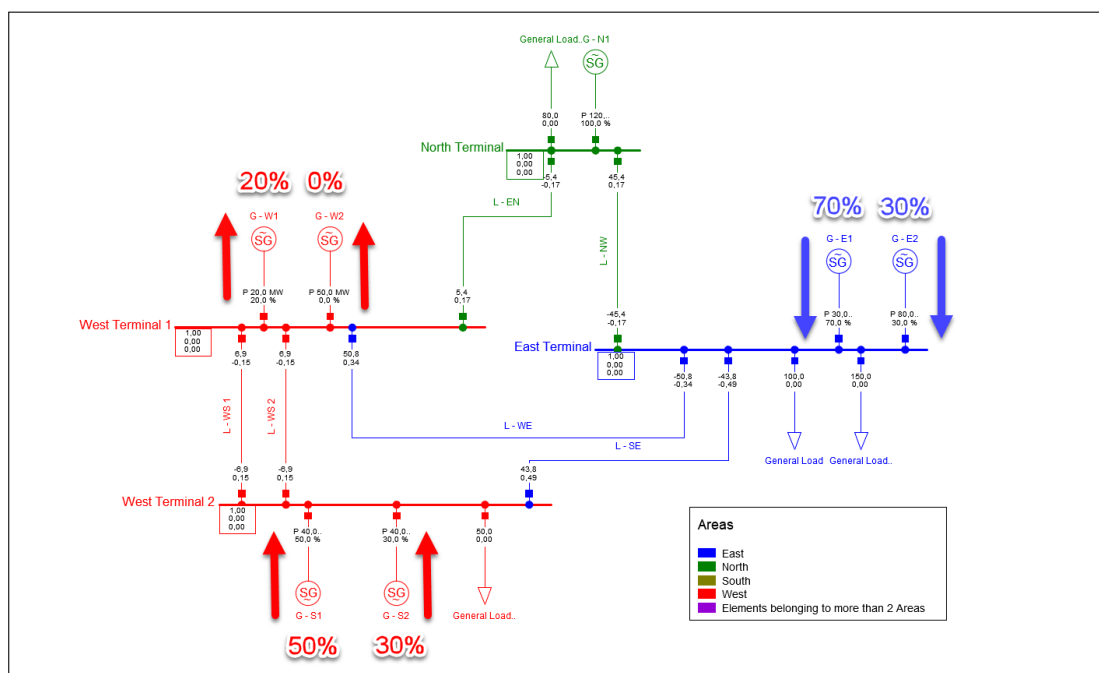 General Load..
G - N1
SG
80,0
0,00
P 120,..
100,0 %
North Terminal
1,00
0,00
0,00
-5,4
-0,17
45,4
0,17
20%
0%
70%
30%
L - EN
L - NW
G - W1
G - W2
SG
SG
G - E1
G - E2
SG
SG
P 20,0 MW
20,0 %
P 50,0 MW
0,0 %
5,4
0,17
-45,4
-0,17
P 30,0..
70,0 %
P 80,0..
30,0 %
West Terminal 1
1,00
0,00
0,00
East Terminal
1,00
0,00
0,00
6,9
-0,15
6,9
-0,15
50,8
0,34
-50,8
-0,34
-43,8
-0,49
100,0
0,00
150,0
0,00
L - WS 1
L - WS 2
L - WE
L - SE
General Load
General Load..
-6,9
0,15
-6,9
0,15
43,8
0,49
West Terminal 2
1,00
0,00
0,00
P 40,0..
50,0 %
P 40,0..
30,0 %
50,0
0,00
SG
SG
G - S1
G - S2
General Load..
50%
30%
Areas
East
North
South
West
Elements belonging to more than 2 Areas